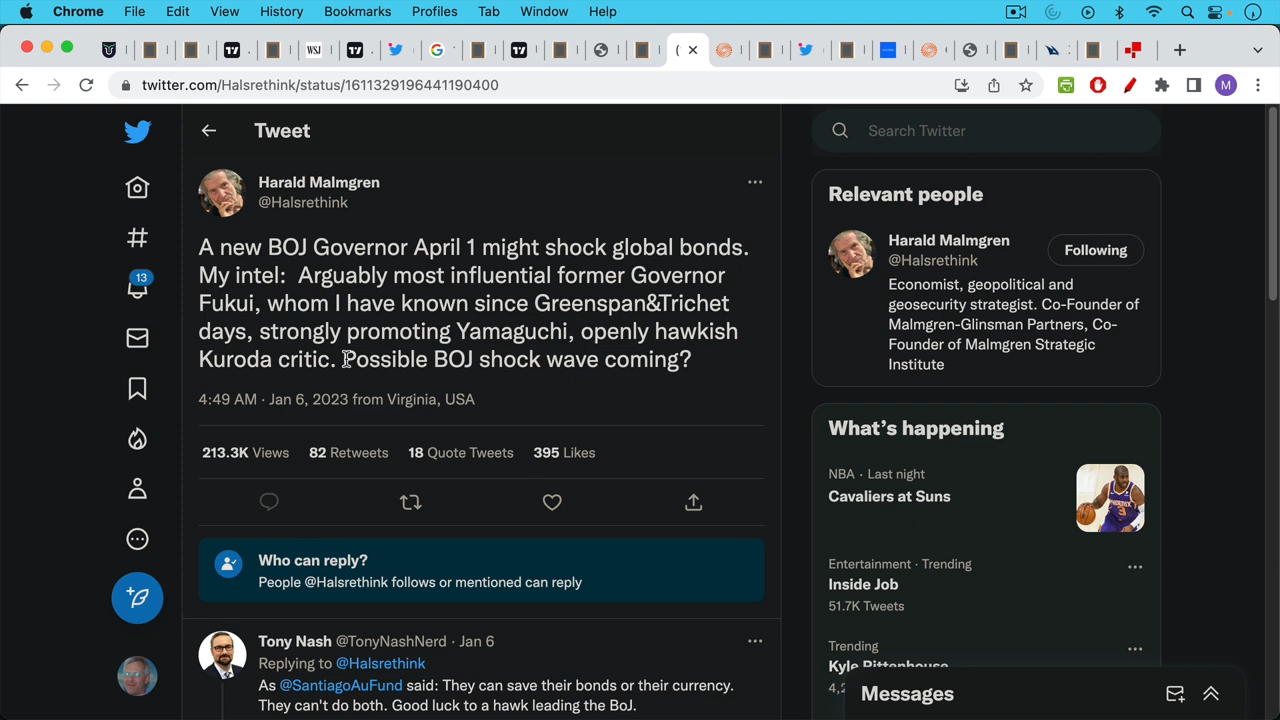 Chrome File Edit View History Bookmarks Profiles Tab Window Help
WSJ
(
twitter.com/Halsrethink/status/1611329196441190400
M
Tweet
Search Twitter
Harald Malmgren
@Halsrethink
A new BOJ Governor April 1 might shock global bonds.
My intel: Arguably most influential former Governor
Fukui, whom I have known since Greenspan&Trichet
days, strongly promoting Yamaguchi, openly hawkish
Kuroda critic. Possible BOJ shock wave coming?
4:49 AM · Jan 6, 2023 from Virginia, USA
213.3K Views 82 Retweets 18 Quote Tweets 395 Likes
Who can reply?
People @Halsrethink follows or mentioned can reply
Tony Nash @TonyNashNerd · Jan 6
Replying to @Halsrethink
As @SantiagoAuFund said: They can save their bonds or their currency.
They can't do both. Good luck to a hawk leading the BoJ.
13
Relevant people
Harald Malmgren
@Halsrethink
Following
Economist, geopolitical and
geosecurity strategist. Co-Founder of
Malmgren-Glinsman Partners, Co-
Founder of Malmgren Strategic
Institute
What's happening
NBA · Last night
Cavaliers at Suns
Entertainment · Trending
Inside Job
51.7K Tweets
Trending
Kyle Rittenhouse
4,2
Messages